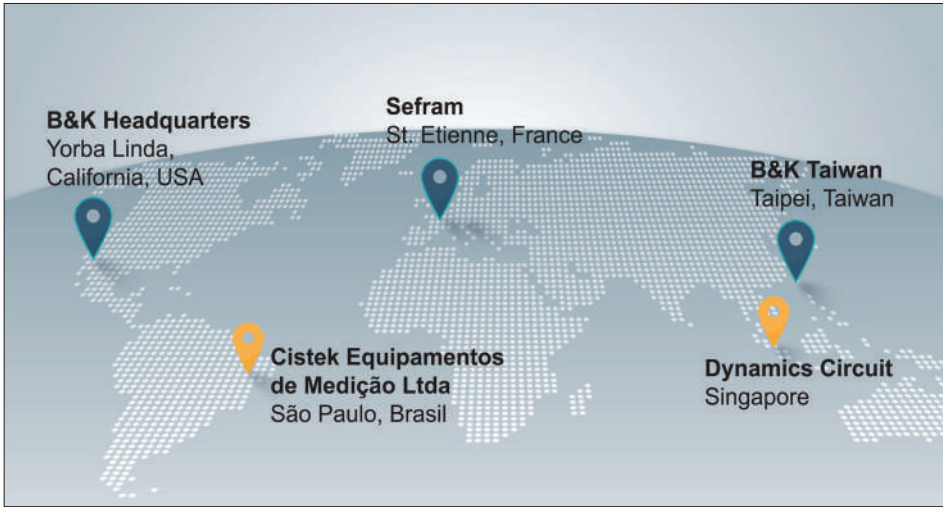 B&K Headquarters
Yorba Linda,
California, USA
Sefram
St. Etienne, France
B&K Taiwan
Taipei, Taiwan
Cistek Equipamentos
de Medição Ltda
São Paulo, Brasil
Dynamics Circuit
Singapore